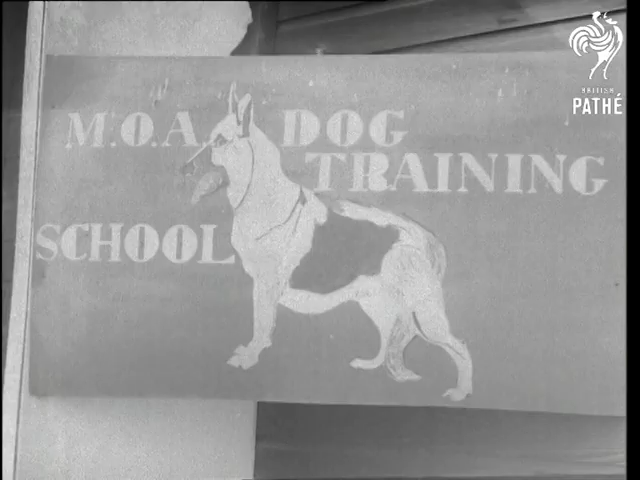 M.O.A. DOG
TRAINING
SCHOOL
BRITISH
PATHÉ